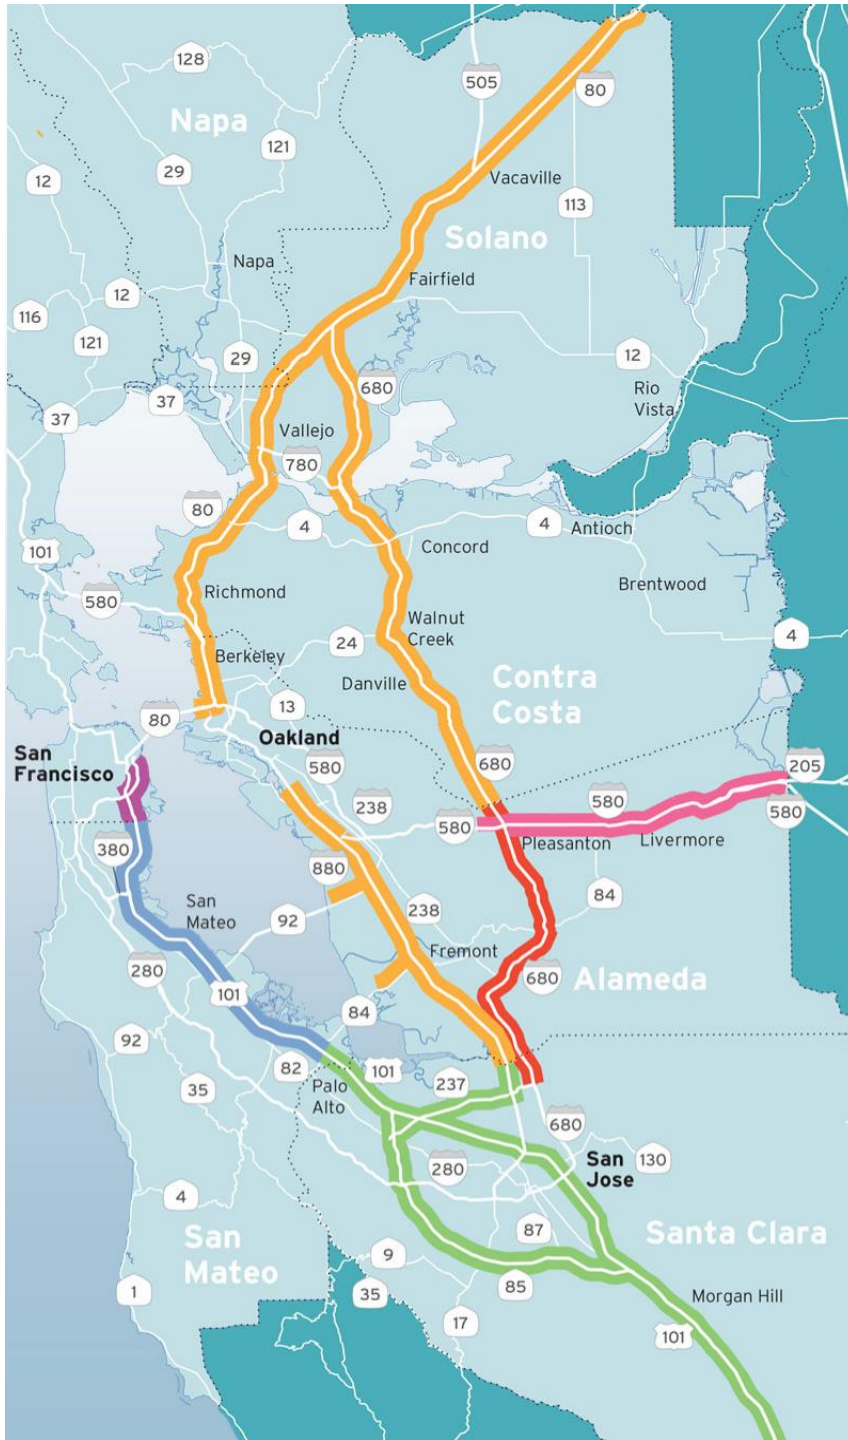 128
505
80
Napa
121
29
12
Vacaville
113
Solano
Napa
Fairfield
12
116
121
29
12
680
Rio
Vista
37
37
Vallejo
780
80
4
4
Antioch
101
Concord
Brentwood
580
Richmond
Walnut
Creek
24
4
Berkeley
Danville
Contra
Costa
13
80
Oakland
San
Francisco
580
680
205
238
580
580
580
Pleasanton
Livermore
380
880
84
San
Mateo
92
238
Fremont
680
Alameda
280
101
84
92
82
101
237
35
Palo
Alto
680
280
San
Jose
130
4
87
Santa Clara
San
Mateo
9
85
35
1
Morgan Hill
17
101